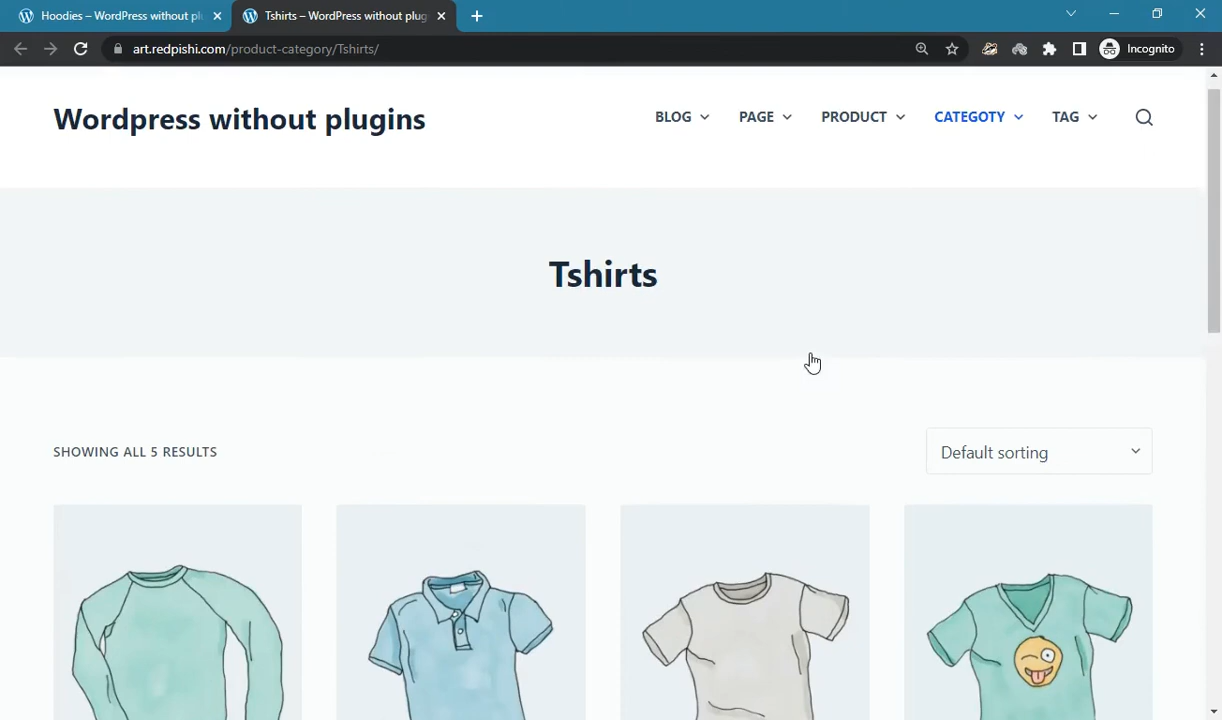 Hoodies – WordPress without pl
Tshirts – WordPress without plug
art.redpishi.com/product-category/Tshirts/
Incognito
Wordpress without plugins
BLOG
PAGE
PRODUCT
CATEGOTY
TAG
Tshirts
SHOWING ALL 5 RESULTS
Default sorting